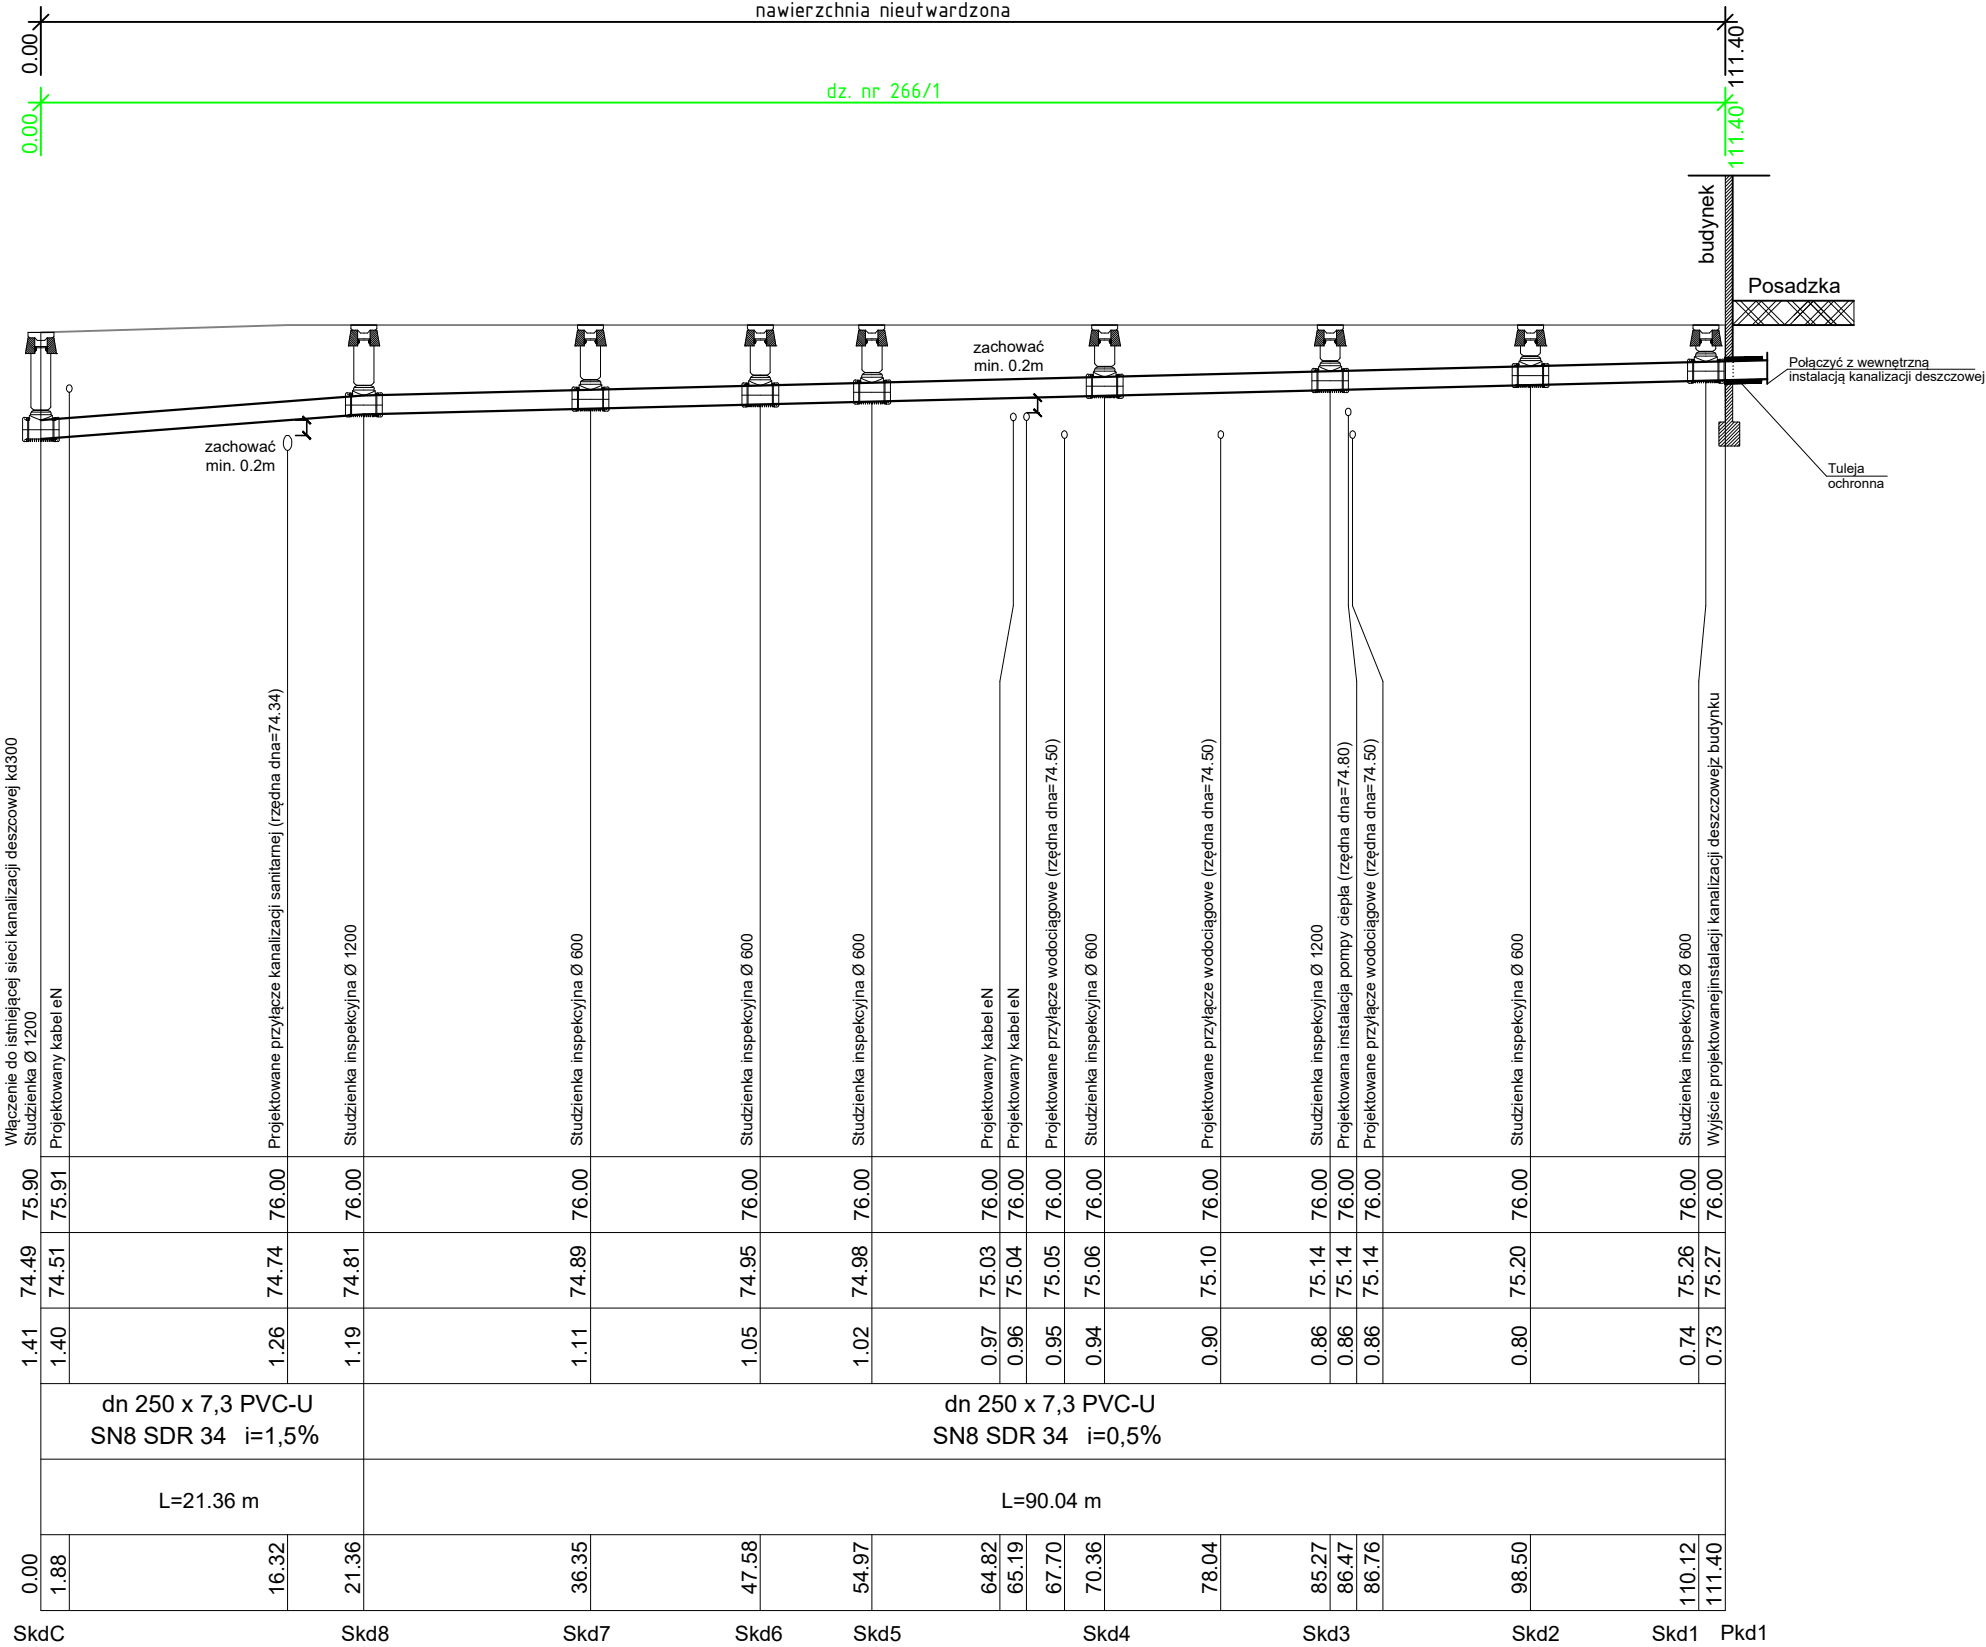 nawierzchnia nieutwardzona
0.00
111.40
dz. nr 266/1
0.00
111.40
budynek
Posadzka
zachować
min. 0.2m
Połączyć z wewnętrzną
instalacją kanalizacji deszczowej
zachować
min. 0.2m
Tuleja
ochronna
Włączenie do istniejącej sieci kanalizacji deszcowej kd300
Studzienka Ø 1200
Projektowany kabel eN
Projektowane przyłącze kanalizacji sanitarnej (rzędna dna=74.34)
Studzienka inspekcyjna Ø 1200
Studzienka inspekcyjna Ø 600
Studzienka inspekcyjna Ø 600
Studzienka inspekcyjna Ø 600
Projektowany kabel eN
Projektowany kabel eN
Projektowane przyłącze wodociągowe (rzędna dna=74.50)
Studzienka inspekcyjna Ø 600
Projektowane przyłącze wodociągowe (rzędna dna=74.50)
Studzienka inspekcyjna Ø 1200
Projektowana instalacja pompy ciepła (rzędna dna=74.80)
Projektowane przyłącze wodociągowe (rzędna dna=74.50)
Studzienka inspekcyjna Ø 600
Studzienka inspekcyjna Ø 600
Wyjście projektowanejinstalacji kanalizacji deszczowejz budynku
75.90 75.91 76.00 76.00 76.00 76.00 76.00 76.00 76.00 76.00 76.00 76.00 76.00 76.00 76.00 76.00 76.00 76.00
74.49 74.51 74.74 74.81 74.89 74.95 74.98 75.03 75.04 75.05 75.06 75.10 75.14 75.14 75.14 75.20 75.26 75.27
1.41 1.40 1.26 1.19 1.11 1.05 1.02 0.97 0.96 0.95 0.94 0.90 0.86 0.86 0.86 0.80 0.74 0.73
dn 250 x 7,3 PVC-U
SN8 SDR 34 i=1,5%
dn 250 x 7,3 PVC-U
SN8 SDR 34 i=0,5%
L=21.36 m
L=90.04 m
0.00 1.88 16.32 21.36 36.35 47.58 54.97 64.82 65.19 67.70 70.36 78.04 85.27 86.47 86.76 98.50 110.12 111.40
SkdC Skd8 Skd7 Skd6 Skd5 Skd4 Skd3 Skd2 Skd1 Pkd1